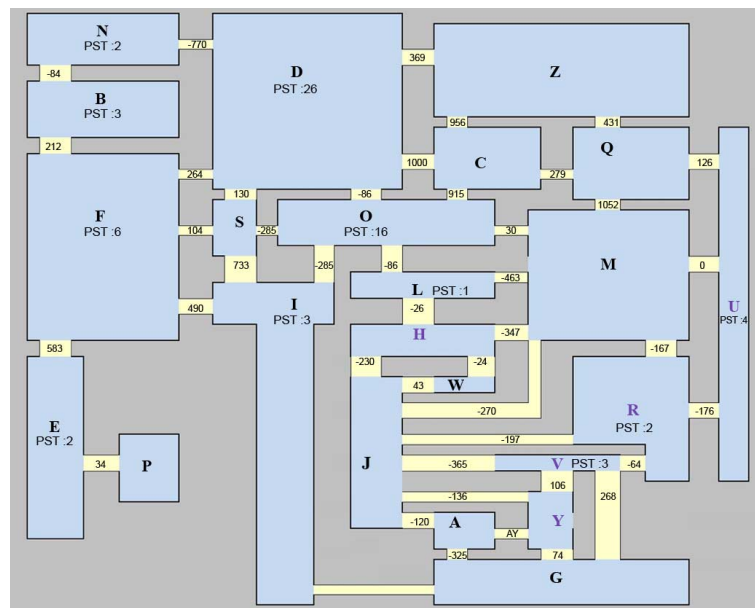 N
PST :2
-770
D
PST :26
369
Z
-84
B
PST :3
212
956
431
264
1000
C
279
Q
126
130
-86
915
1052
F
PST :6
104
S
-285
O
PST :16
30
M
0
733
-285
-86
-463
L PST :1
490
I
PST :3
-26
U
PST :4
H
-347
583
-230
-24
-167
43
W
-270
E
PST :2
R
PST :2
-176
34
P
-197
J
-365
V PST :3
-64
106
268
-136
-120
A
AY
Y
-325
74
G